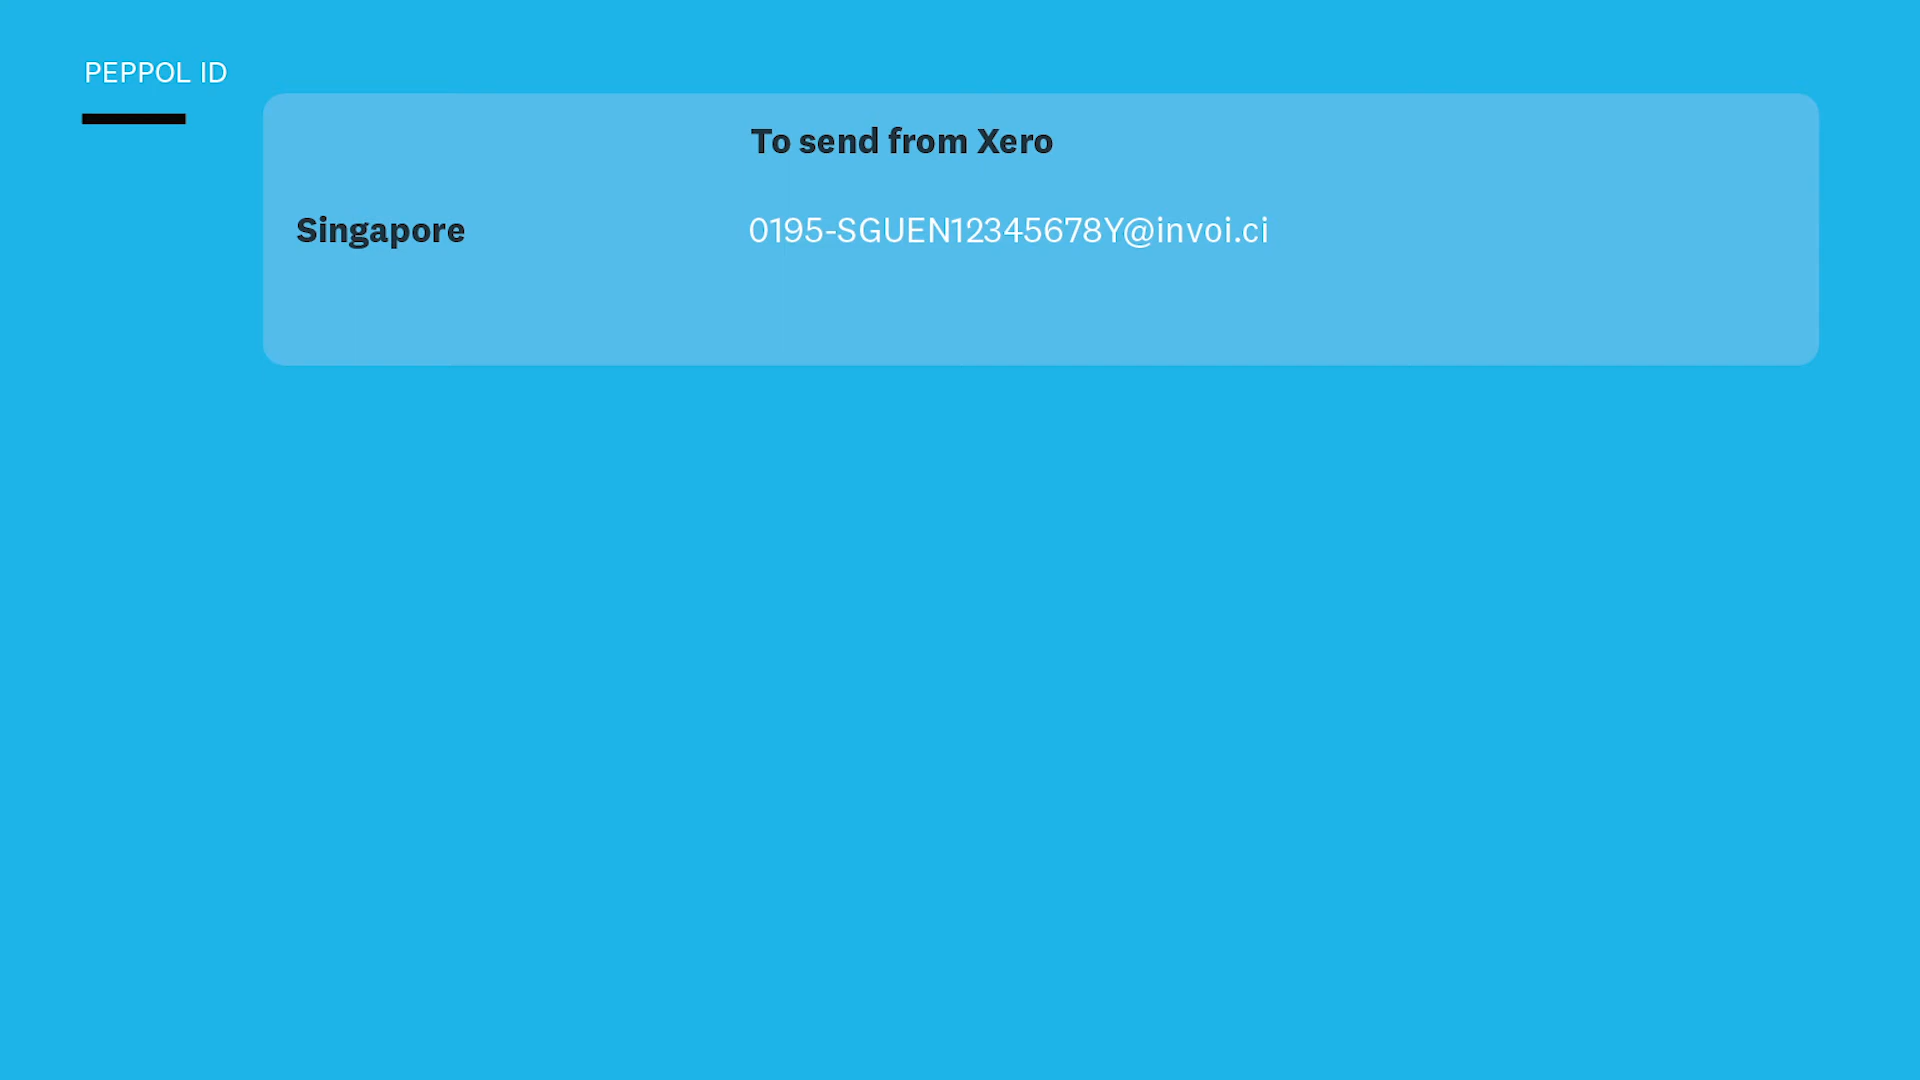 PEPPOL ID
To send from Xero
Singapore 0195-SGUEN12345678Y@invoi.ci